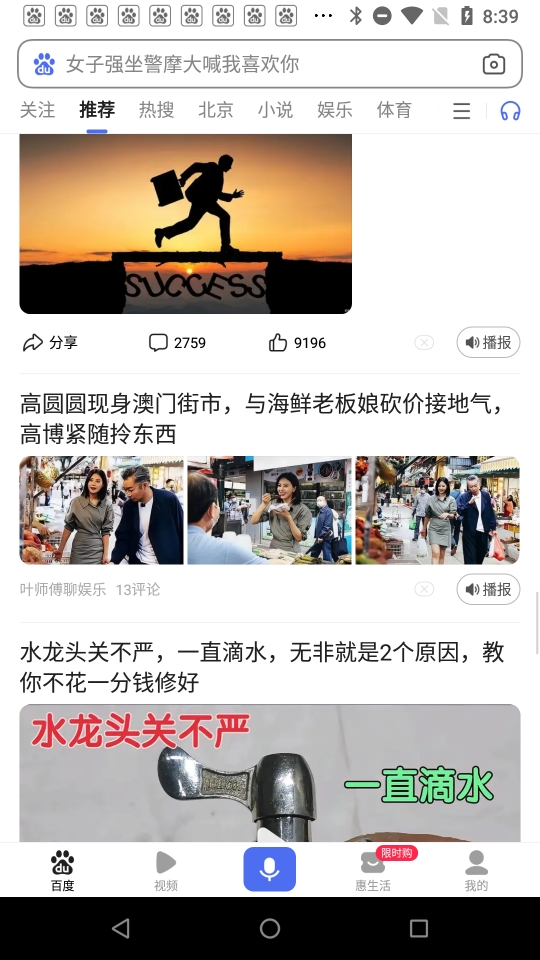 8:39
du 女子强坐警摩大喊我喜欢你
关注 推荐 热搜 北京 小说 娱乐 体育
SUCCESS
分享 2759 9196 播报
高圆圆现身澳门街市，与海鲜老板娘砍价接地气，
高博紧随拎东西
叶师傅聊娱乐 13评论 播报
水龙头关不严，一直滴水，无非就是2个原因，教
你不花一分钱修好
水龙头关不严
一直滴水
限时购
百度 视频 惠生活 我的